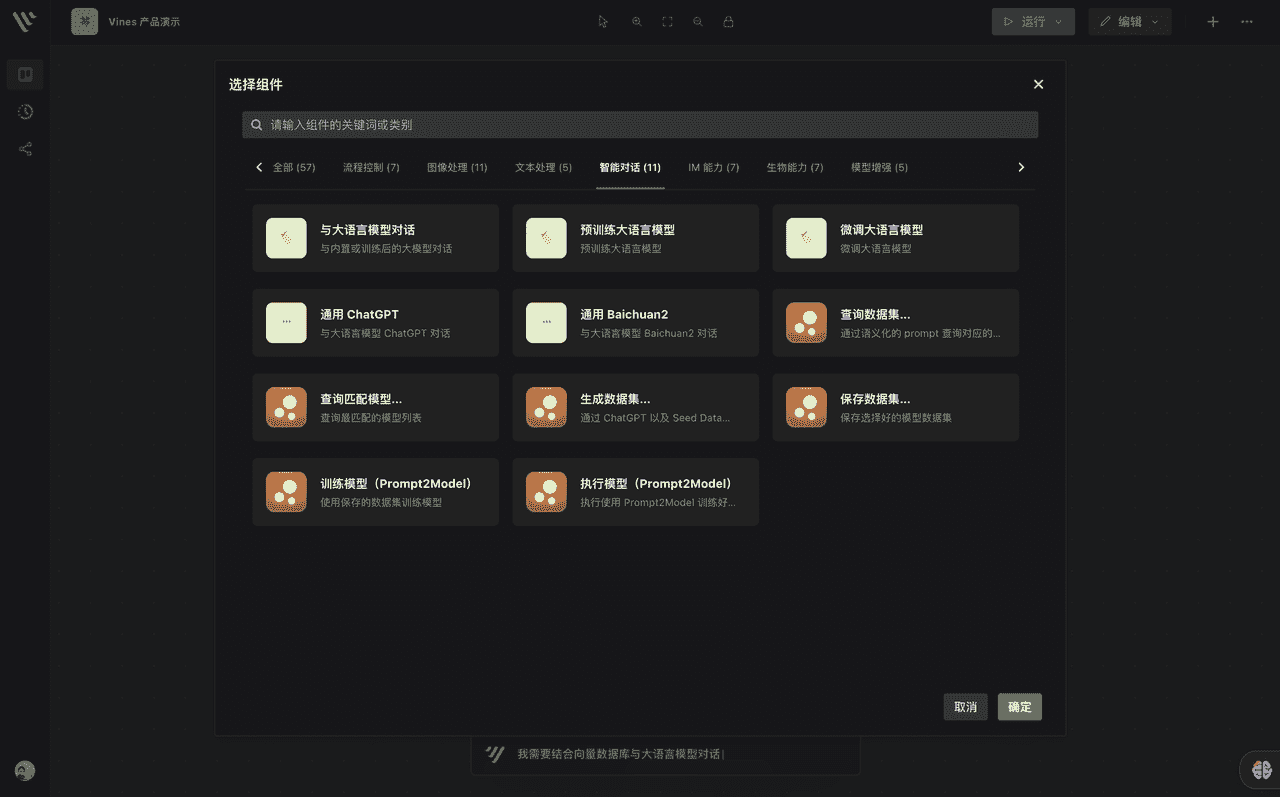 Vines 产品演示
运行
编辑
选择组件
请输入组件的关键词或类别
全部 (57)
流程控制 (7)
图像处理 (11)
文本处理 (5)
智能对话 (11)
IM 能力 (7)
生物能力 (7)
模型增强 (5)
与大语言模型对话
与内置或训练后的大模型对话
预训练大语言模型
预训练大语言模型
微调大语言模型
微调大语言模型
通用 ChatGPT
与大语言模型 ChatGPT 对话
通用 Baichuan2
与大语言模型 Baichuan2 对话
查询数据集...
通过语义化的 prompt 查询对应的...
查询匹配模型...
查询最匹配的模型列表
生成数据集...
通过 ChatGPT 以及 Seed Data...
保存数据集...
保存选择好的模型数据集
训练模型（Prompt2Model）
使用保存的数据集训练模型
执行模型（Prompt2Model）
执行使用 Prompt2Model 训练好...
取消
确定
我需要结合向量数据库与大语言模型对话